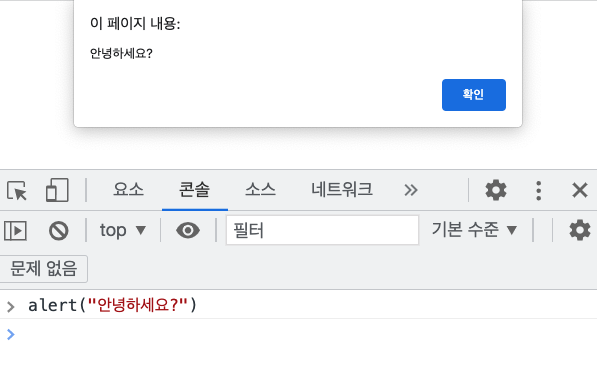 이 페이지 내용:
안녕하세요?
확인
요소 콘솔 소스 네트워크
top 필터 기본 수준
문제 없음
alert("안녕하세요?")